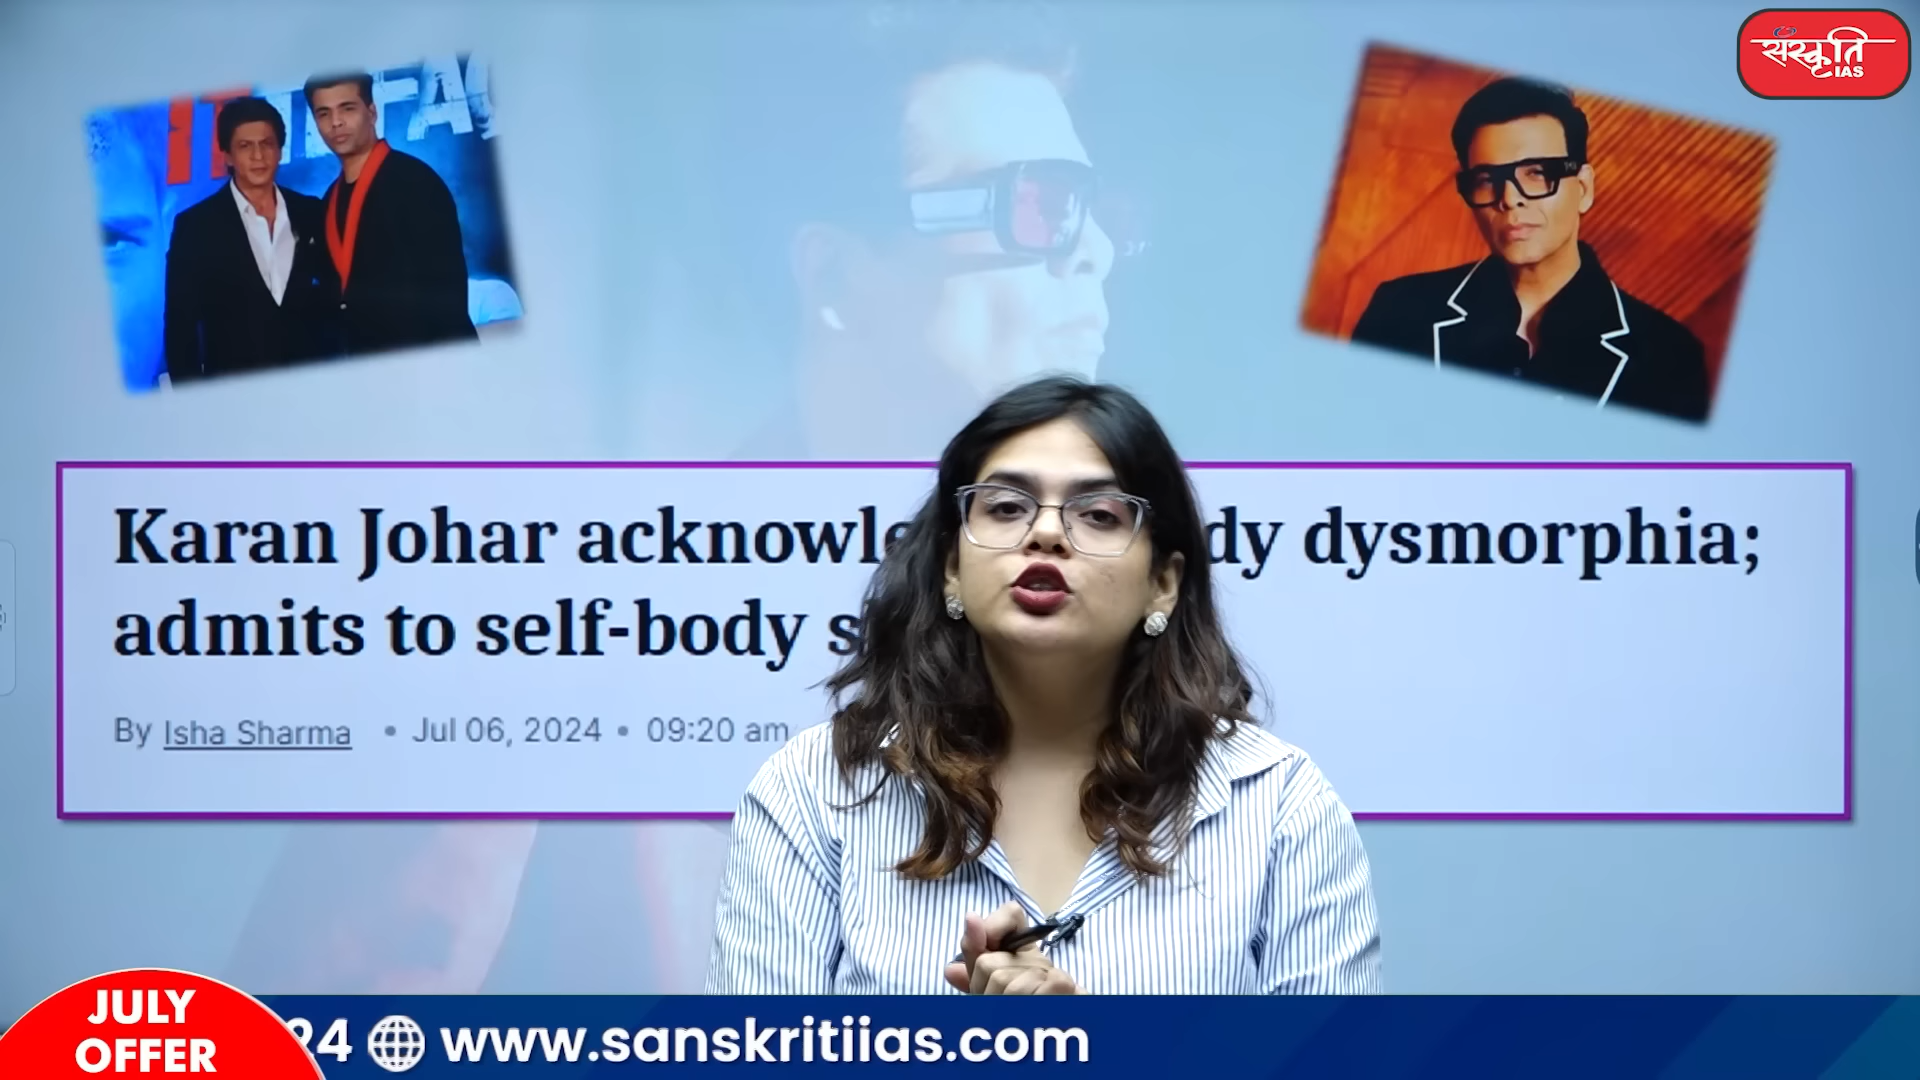 संस्कृति
IAS
Karan Johar dy dysmorphia;
admits to self-body
By Isha Sharma • Jul 06, 2024 • 09:20 am
JULY
OFFER
24 www.sanskritiias.com